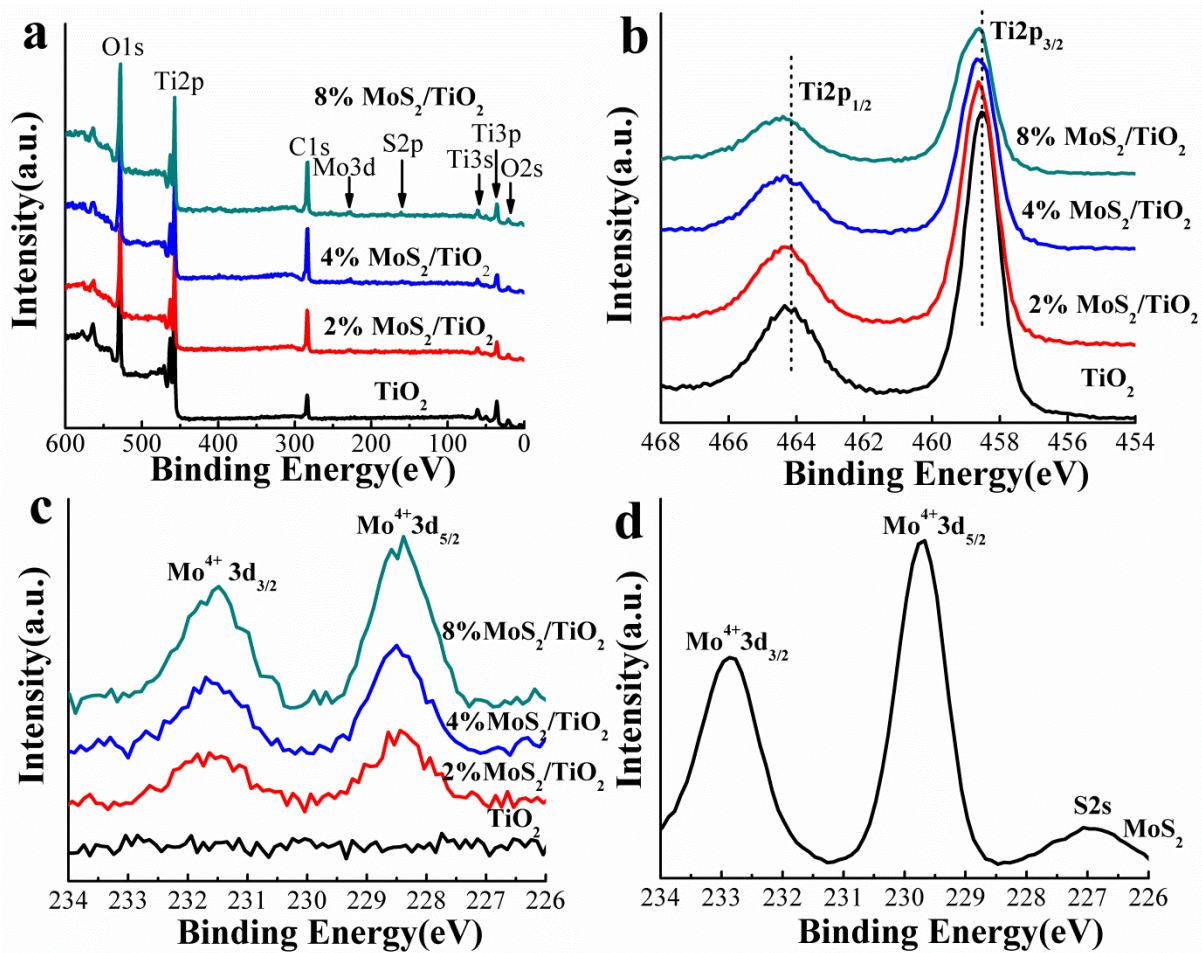 a
O1s
Ti2p
8% MoS₂/TiO₂
C1s
Mo3d
S2p
Ti3p
Ti3s
O2s
4% MoS₂/TiO₂
2% MoS₂/TiO₂
TiO₂
Intensity(a.u.)
600 500 400 300 200 100 0
Binding Energy(eV)
b
Ti2p₃/₂
Ti2p₁/₂
8% MoS₂/TiO₂
4% MoS₂/TiO₂
2% MoS₂/TiO₂
TiO₂
Intensity(a.u.)
468 466 464 462 460 458 456 454
Binding Energy(eV)
c
Mo⁴⁺3d₅/₂
Mo⁴⁺ 3d₃/₂
8%MoS₂/TiO₂
4%MoS₂/TiO₂
2%MoS₂/TiO₂
TiO₂
Intensity(a.u.)
234 233 232 231 230 229 228 227 226
Binding Energy(eV)
d
Mo⁴⁺3d₅/₂
Mo⁴⁺3d₃/₂
S2s
MoS₂
Intensity(a.u.)
234 233 232 231 230 229 228 227 226
Binding Energy(eV)